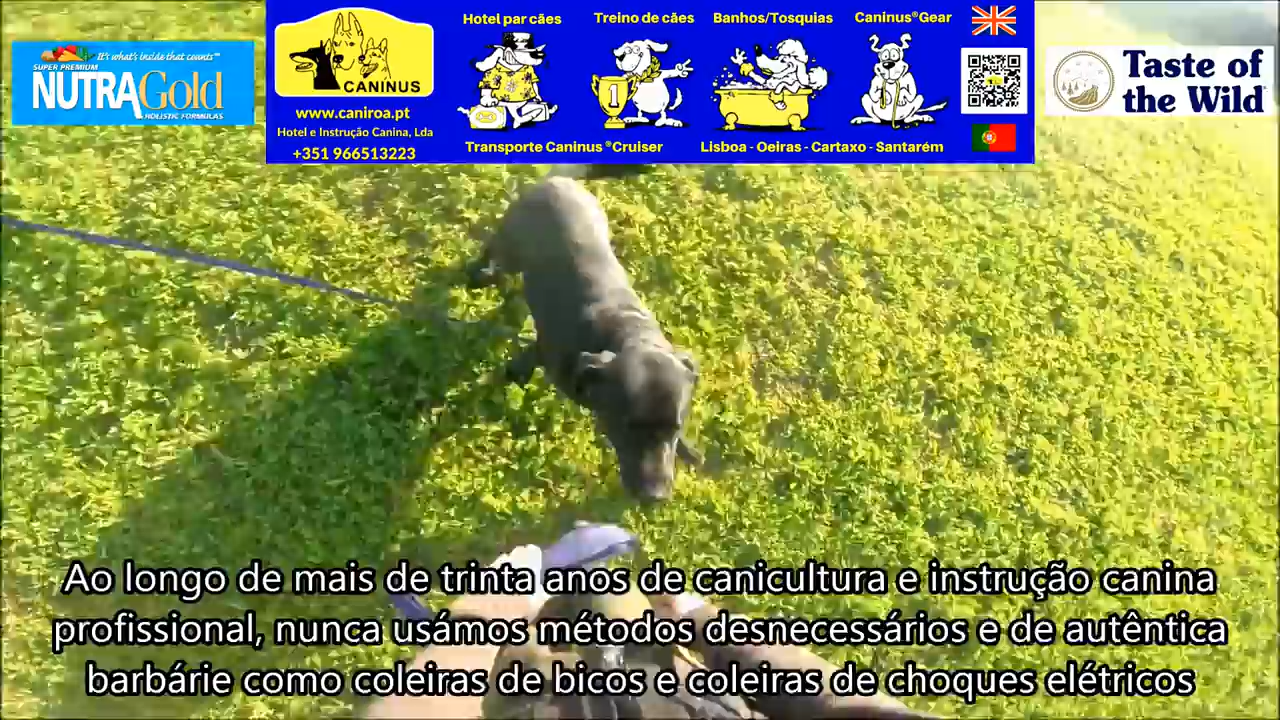 It's what's inside that counts™
SUPER PREMIUM
NUTRAGold
HOLISTIC FORMULAS
CANINUS
www.caniroa.pt
Hotel e Instrução Canina, Lda
+351 966513223
Hotel par cães
Treino de cães
Banhos/Tosquias
Caninus®Gear
1
Transporte Caninus ®Cruiser
Lisboa - Oeiras - Cartaxo - Santarém
Taste of
the Wild
Ao longo de mais de trinta anos de canicultura e instrução canina
profissional, nunca usámos métodos desnecessários e de autêntica
barbárie como coleiras de bicos e coleiras de choques elétricos